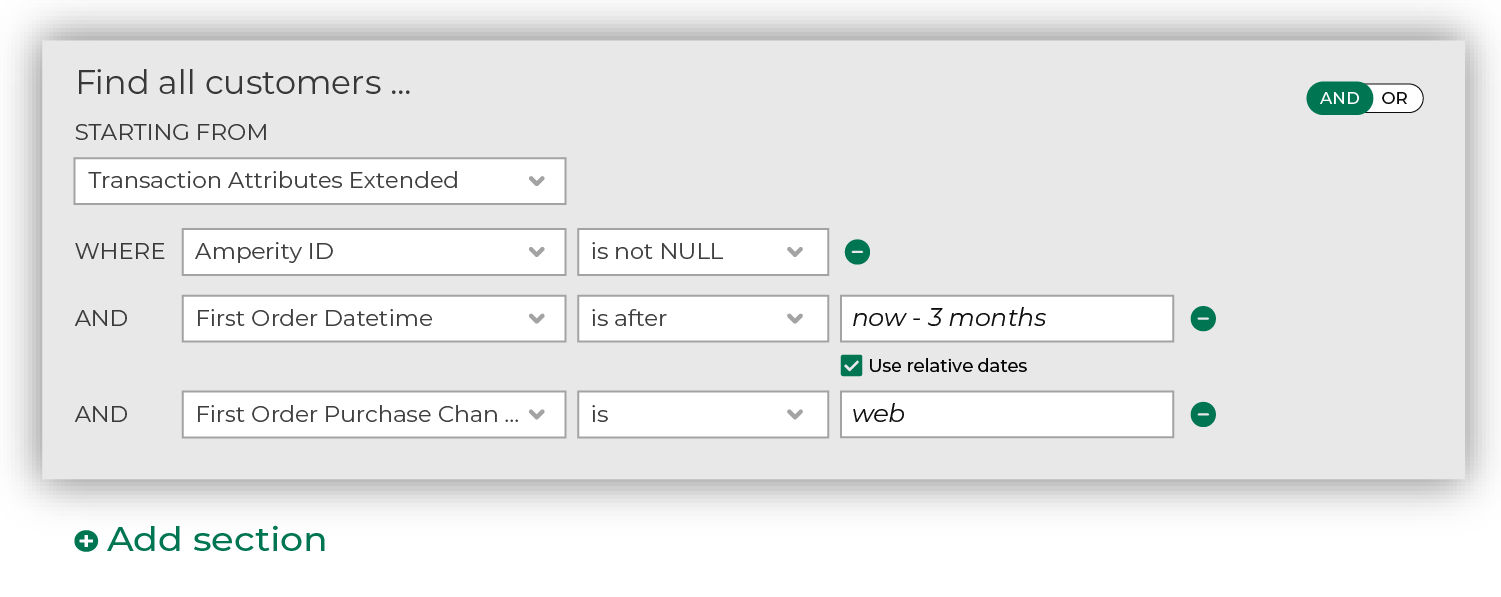 Find all customers ...
AND OR
STARTING FROM
Transaction Attributes Extended
WHERE Amperity ID is not NULL
AND First Order Datetime is after now - 3 months
Use relative dates
AND First Order Purchase Chan ... is web
Add section